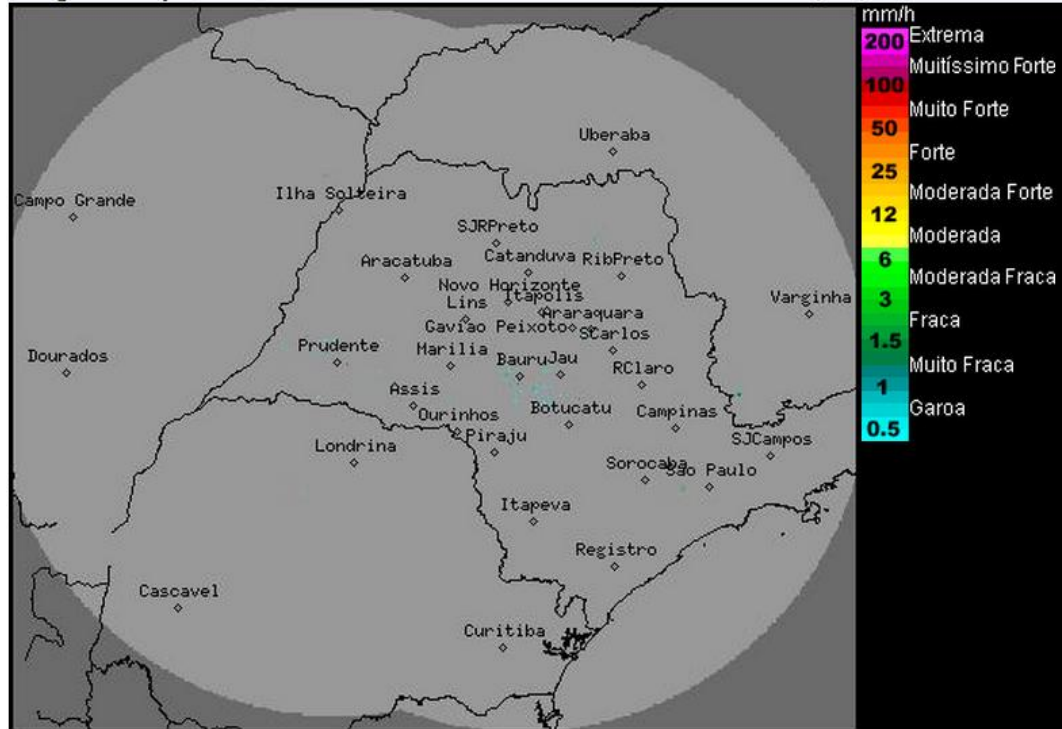 mm/h
200 Extrema
Muitíssimo Forte
100
Muito Forte
50
Forte
25
Moderada Forte
12
Moderada
6
Moderada Fraca
3
Fraca
1.5
Muito Fraca
1
Garoa
0.5
Uberaba
Campo Grande
Ilha Solteira
SJRPreto
Catanduva
RibPreto
Aracatuba
Novo Horizonte
Itapolis
Lins
Araraquara
Gaviao Peixoto
Varginha
SCarlos
Prudente
Marilia
Dourados
Bauru
Jau
RClaro
Assis
Ourinhos
Botucatu
Campinas
Piraju
Londrina
SJCampos
Sorocaba
Sao Paulo
Itapeva
Registro
Cascavel
Curitiba